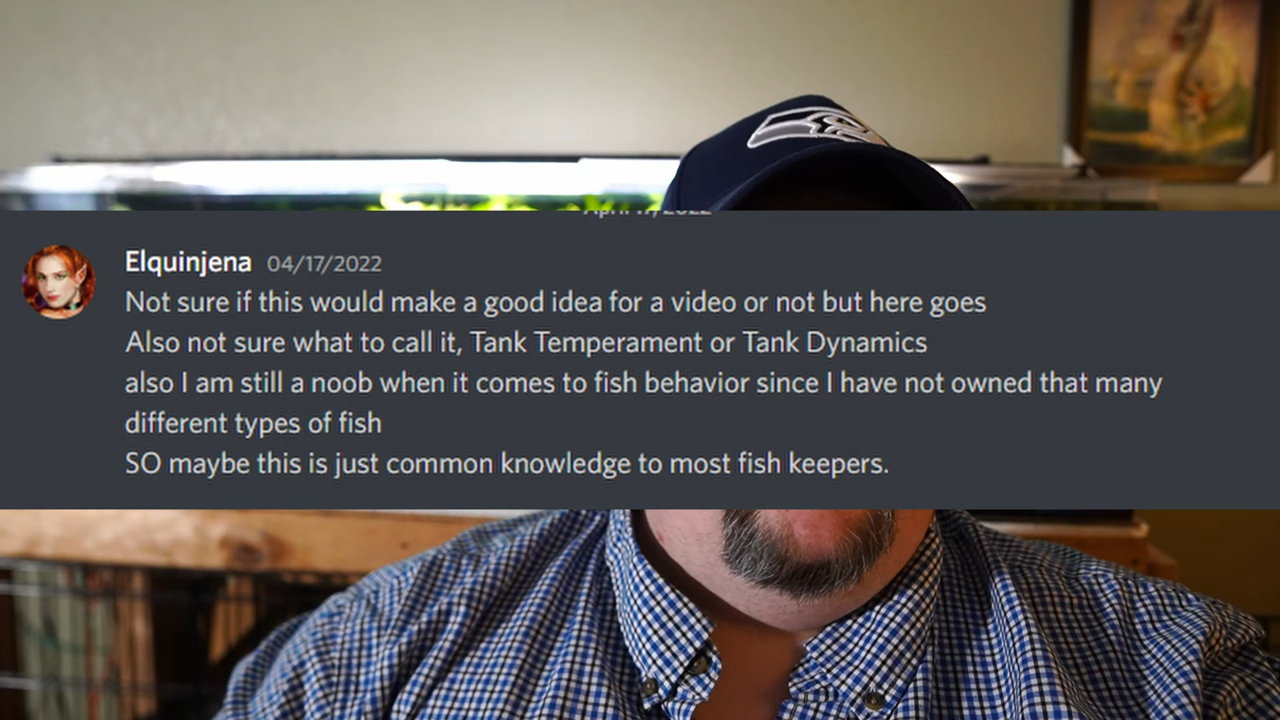 April 17, 2022
Elquinjena 04/17/2022
Not sure if this would make a good idea for a video or not but here goes
Also not sure what to call it, Tank Temperament or Tank Dynamics
also I am still a noob when it comes to fish behavior since I have not owned that many
different types of fish
SO maybe this is just common knowledge to most fish keepers.